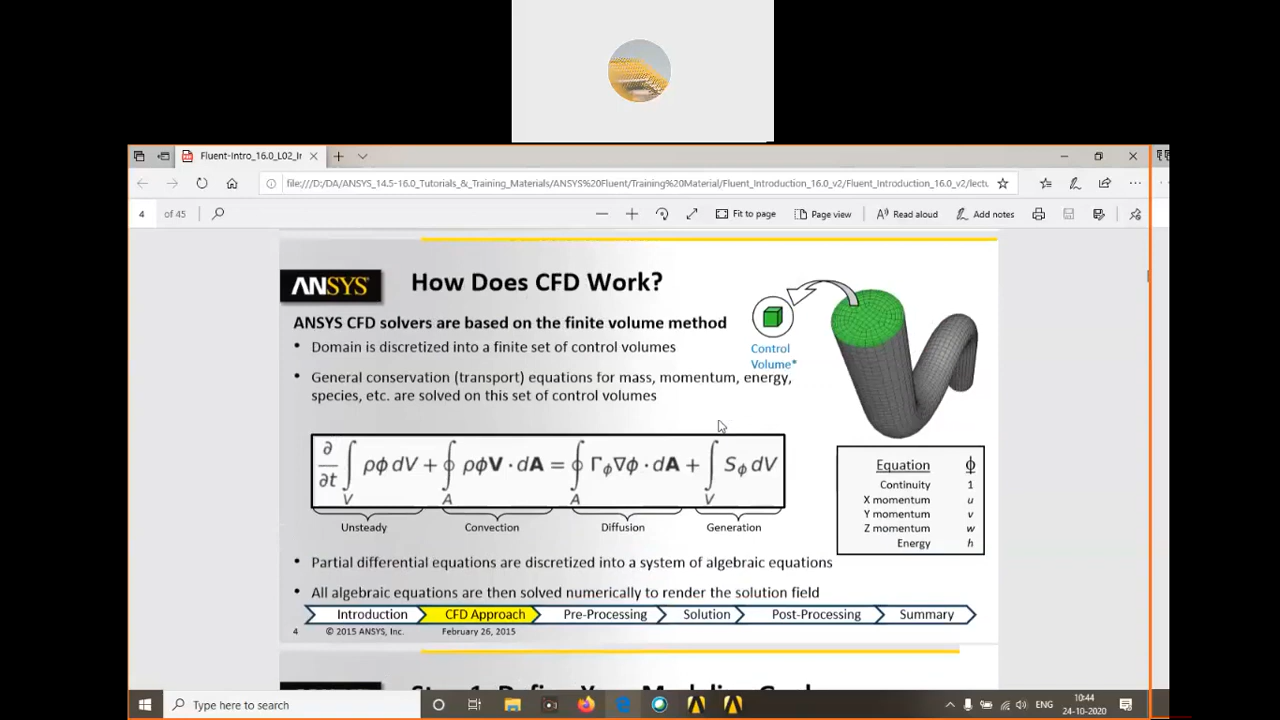 Fluent-Intro_16.0_L02_Ir
file:///D:/DA/ANSYS_14.5-16.0_Tutorials_&_Training_Materials/ANSYS%20Fluent/Training%20Material/Fluent_Introduction_16.0_v2/Fluent_Introduction_16.0_v2/lectu
4 of 45 Fit to page Page view Read aloud Add notes
ANSYS How Does CFD Work?
ANSYS CFD solvers are based on the finite volume method
• Domain is discretized into a finite set of control volumes
Control
Volume*
• General conservation (transport) equations for mass, momentum, energy,
species, etc. are solved on this set of control volumes
∂/∂t ∫V ρϕ dV + ∮A ρϕV · dA = ∮A Γϕ∇ϕ · dA + ∫V Sϕ dV
Unsteady Convection Diffusion Generation
Equation ϕ
Continuity 1
X momentum u
Y momentum v
Z momentum w
Energy h
• Partial differential equations are discretized into a system of algebraic equations
• All algebraic equations are then solved numerically to render the solution field
Introduction CFD Approach Pre-Processing Solution Post-Processing Summary
4 © 2015 ANSYS, Inc. February 26, 2015
Type here to search
ENG
10:44
24-10-2020